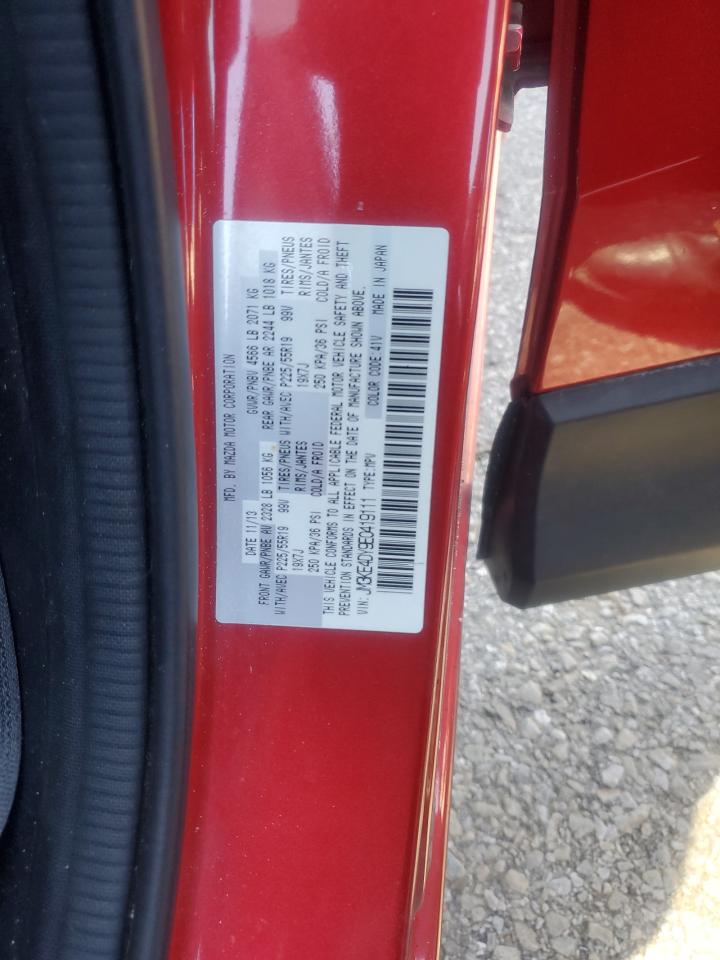 MFD. BY MAZDA MOTOR CORPORATION
DATE 11/13 GVWR/PNBV 4566 LB 2071 KG
FRONT GAWR/PNBE AV 2328 LB 1056 KG REAR GAWR/PNBE AR 2244 LB 1018 KG
WITH/AVEC P225/55R19 99V TIRES/PNEUS WITH/AVEC P225/55R19 99V TIRES/PNEUS
19X7J RIMS/JANTES 19X7J RIMS/JANTES
250 KPA/36 PSI COLD/A FROID 250 KPA/36 PSI COLD/A FROID
THIS VEHICLE CONFORMS TO ALL APPLICABLE FEDERAL MOTOR VEHICLE SAFETY AND THEFT
PREVENTION STANDARDS IN EFFECT ON THE DATE OF MANUFACTURE SHOWN ABOVE.
VIN: JM3KE4DY9E0419111 TYPE:MPV COLOR CODE:41V MADE IN JAPAN